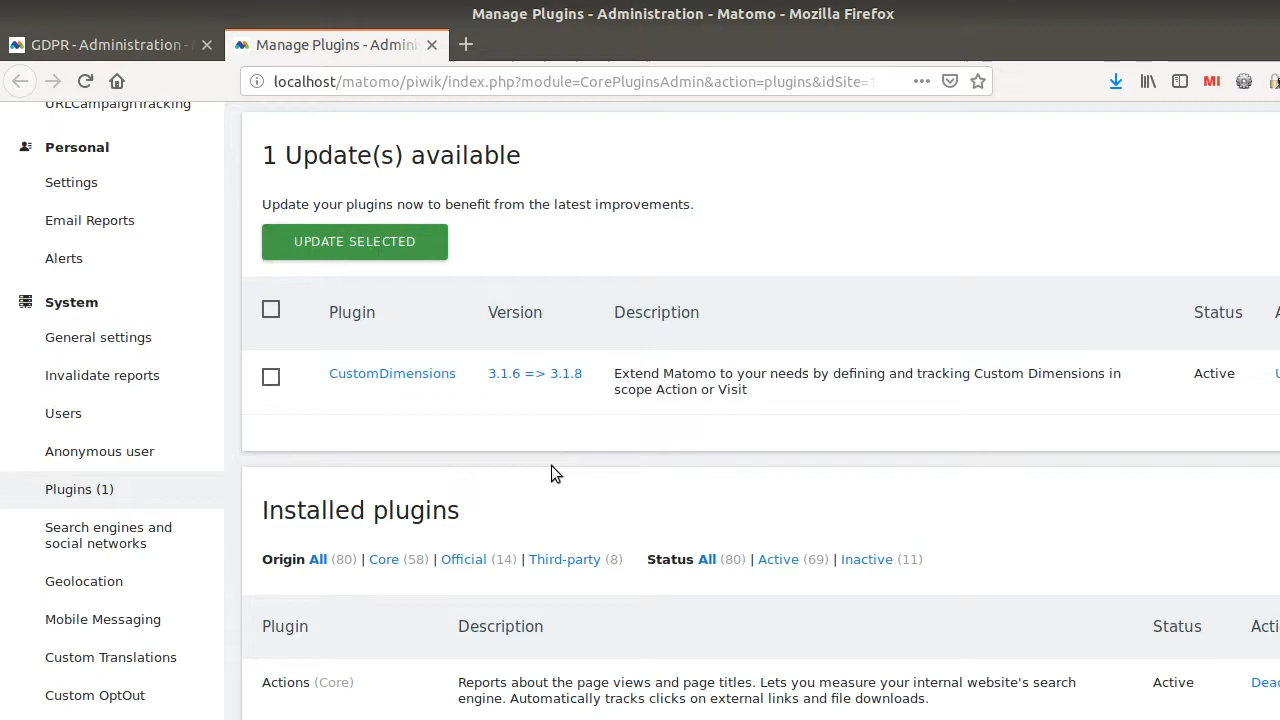 Manage Plugins - Administration - Matomo - Mozilla Firefox
GDPR - Administration -
Manage Plugins - Admini
localhost/matomo/piwik/index.php?module=CorePluginsAdmin&action=plugins&idSite=1
MI
URLCampaignTracking
Personal
Settings
Email Reports
Alerts
System
General settings
Invalidate reports
Users
Anonymous user
Plugins (1)
Search engines and
social networks
Geolocation
Mobile Messaging
Custom Translations
Custom OptOut
1 Update(s) available
Update your plugins now to benefit from the latest improvements.
UPDATE SELECTED
Plugin Version Description Status
CustomDimensions 3.1.6 => 3.1.8 Extend Matomo to your needs by defining and tracking Custom Dimensions in Active
scope Action or Visit
Installed plugins
Origin All (80) | Core (58) | Official (14) | Third-party (8) Status All (80) | Active (69) | Inactive (11)
Plugin Description Status Acti
Actions (Core) Reports about the page views and page titles. Lets you measure your internal website's search Active Deac
engine. Automatically tracks clicks on external links and file downloads.